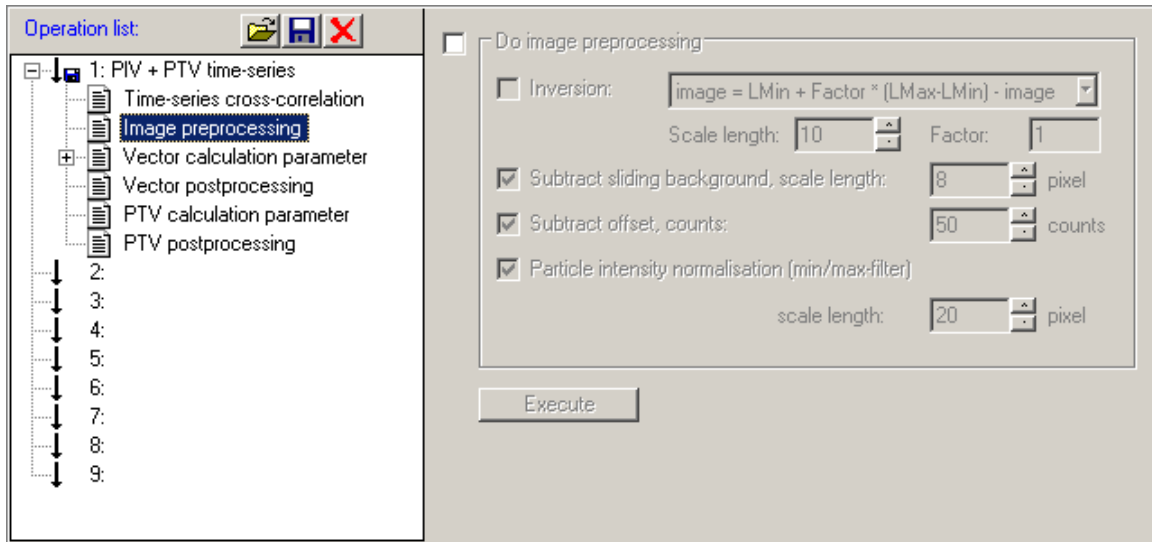 Operation list:
1: PIV + PTV time-series
Time-series cross-correlation
Image preprocessing
Vector calculation parameter
Vector postprocessing
PTV calculation parameter
PTV postprocessing
2:
3:
4:
5:
6:
7:
8:
9:
Do image preprocessing
Inversion: image = LMin + Factor * (LMax-LMin) - image
Scale length: 10 Factor: 1
Subtract sliding background, scale length: 8 pixel
Subtract offset, counts: 50 counts
Particle intensity normalisation (min/max-filter)
scale length: 20 pixel
Execute